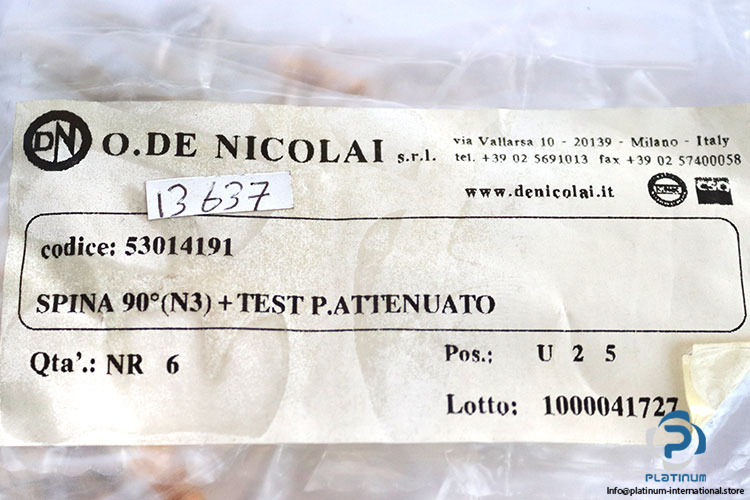 DN O.DE NICOLAI s.r.l.
via Vallarsa 10 - 20139 - Milano - Italy
tel. +39 02 5691013 fax +39 02 57400058
www.denicolai.it
CSQ
13637
codice: 53014191
SPINA 90°(N3) + TEST P.ATTENUATO
Qta'.: NR 6
Pos.: U 2 5
Lotto: 1000041727
P
PLATINUM
Info@platinum-international.store